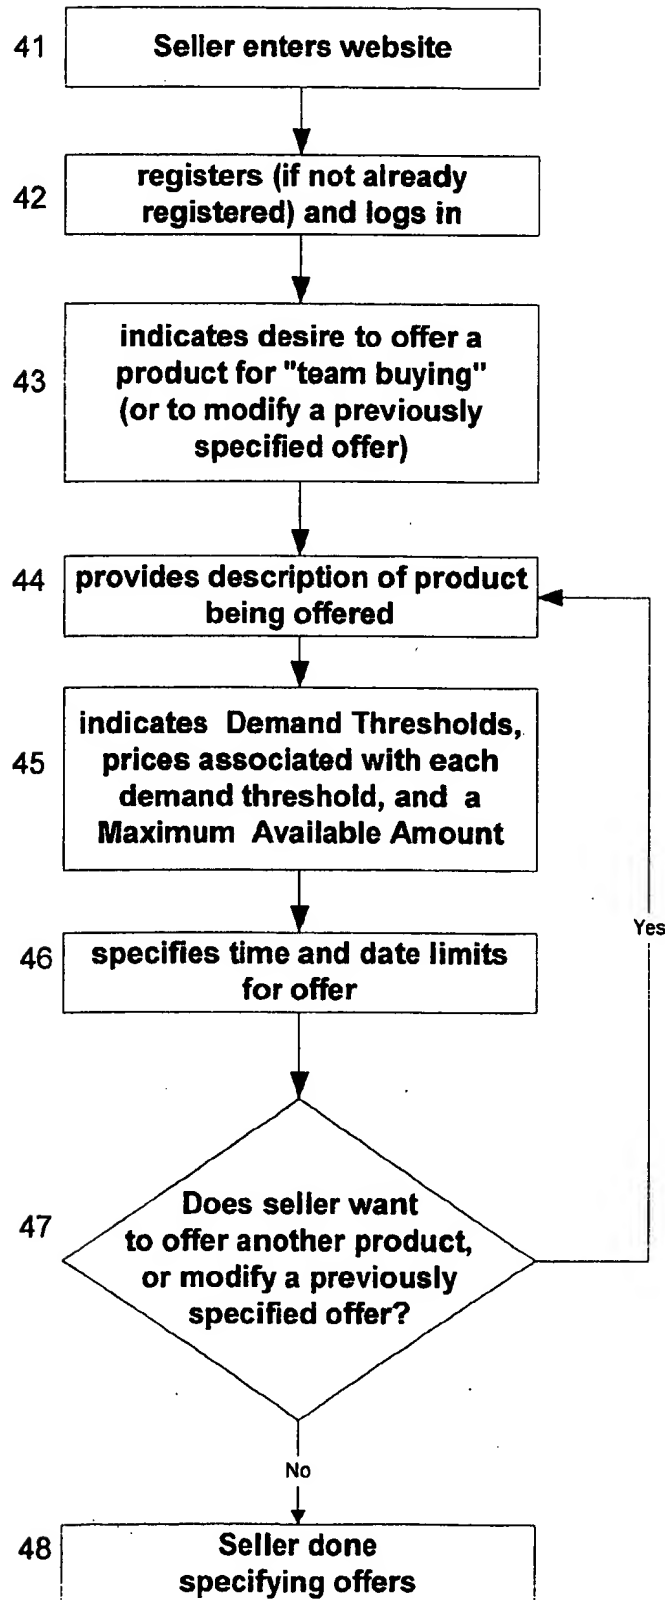 41
Seller enters website
42
registers (if not already
registered) and logs in
43
indicates desire to offer a
product for "team buying"
(or to modify a previously
specified offer)
44
provides description of product
being offered
45
indicates Demand Thresholds,
prices associated with each
demand threshold, and a
Maximum Available Amount
46
specifies time and date limits
for offer
47
Does seller want
to offer another product,
or modify a previously
specified offer?
Yes
No
48
Seller done
specifying offers